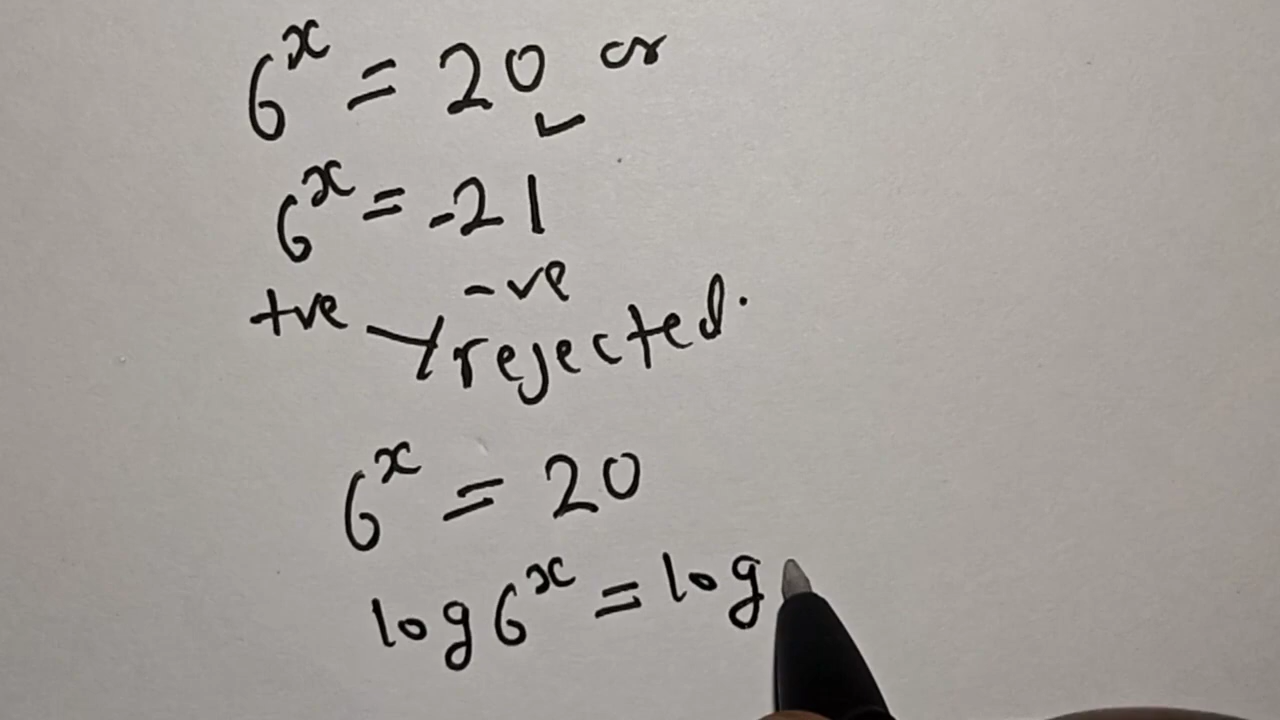 6^x = 20 or
6^x = -21
+ve -ve
rejected.
6^x = 20
log 6^x = log